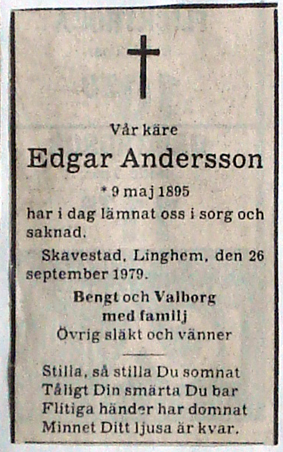 Vår käre
Edgar Andersson
* 9 maj 1895
har i dag lämnat oss i sorg och
saknad.
Skavestad, Linghem, den 26
september 1979.
Bengt och Valborg
med familj
Övrig släkt och vänner
Stilla, så stilla Du somnat
Tåligt Din smärta Du bar
Flitiga händer har domnat
Minnet Ditt ljusa är kvar.